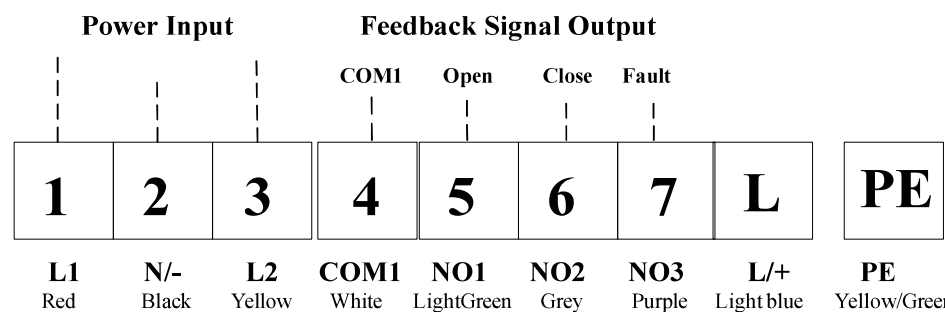 Power Input Feedback Signal Output
COM1 Open Close Fault
1 2 3 4 5 6 7 L PE
L1 N/- L2 COM1 NO1 NO2 NO3 L/+ PE
Red Black Yellow White LightGreen Grey Purple Light blue Yellow/Green